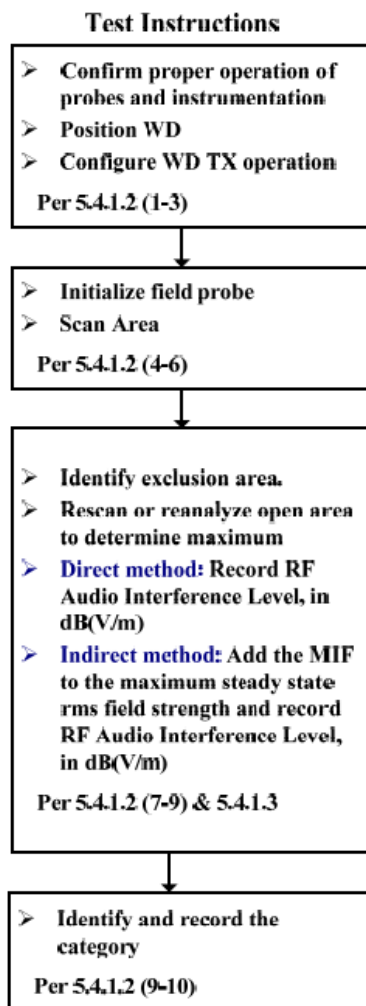 Test Instructions
➢ Confirm proper operation of
probes and instrumentation
➢ Position WD
➢ Configure WD TX operation
Per 5.4.1.2 (1-3)
➢ Initialize field probe
➢ Scan Area
Per 5.4.1.2 (4-6)
➢ Identify exclusion area.
➢ Rescan or reanalyze open area
to determine maximum
➢ Direct method: Record RF
Audio Interference Level, in
dB(V/m)
➢ Indirect method: Add the MIF
to the maximum steady state
rms field strength and record
RF Audio Interference Level,
in dB(V/m)
Per 5.4.1.2 (7-9) & 5.4.1.3
➢ Identify and record the
category
Per 5.4.1.2 (9-10)